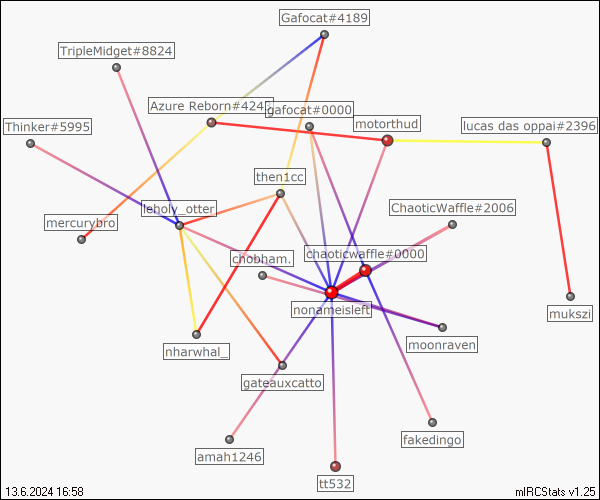 Gafocat#4189
TripleMidget#8824
Azure Reborn#424
gafocat#0000
motorthud
Thinker#5995
lucas das oppai#2396
then1cc
leholy_otter
ChaoticWaffle#2006
mercurybro
chobham.
chaoticwaffle#0000
nonameisleft
mukszi
moonraven
nharwhal_
gateauxcatto
fakedingo
amah1246
tt532
13.6.2024 16:58
mIRCStats v1.25